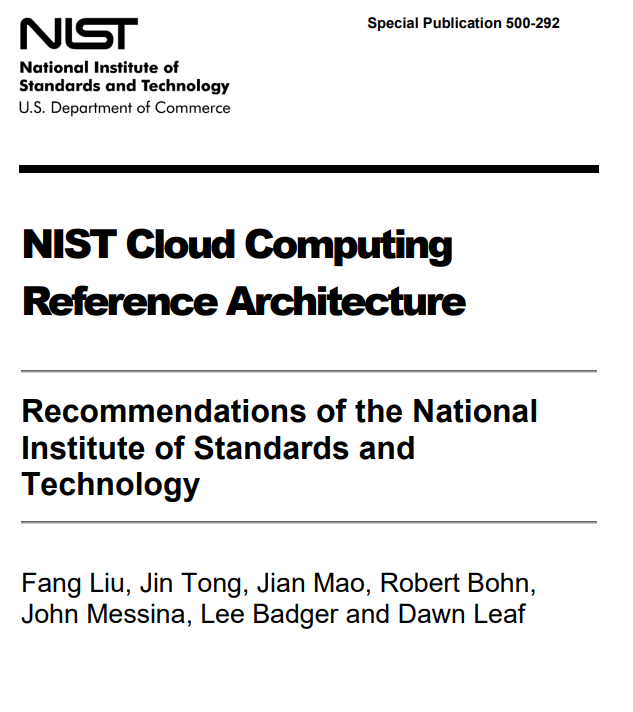 NIST
Special Publication 500-292
National Institute of
Standards and Technology
U.S. Department of Commerce
NIST Cloud Computing
Reference Architecture
Recommendations of the National
Institute of Standards and
Technology
Fang Liu, Jin Tong, Jian Mao, Robert Bohn,
John Messina, Lee Badger and Dawn Leaf